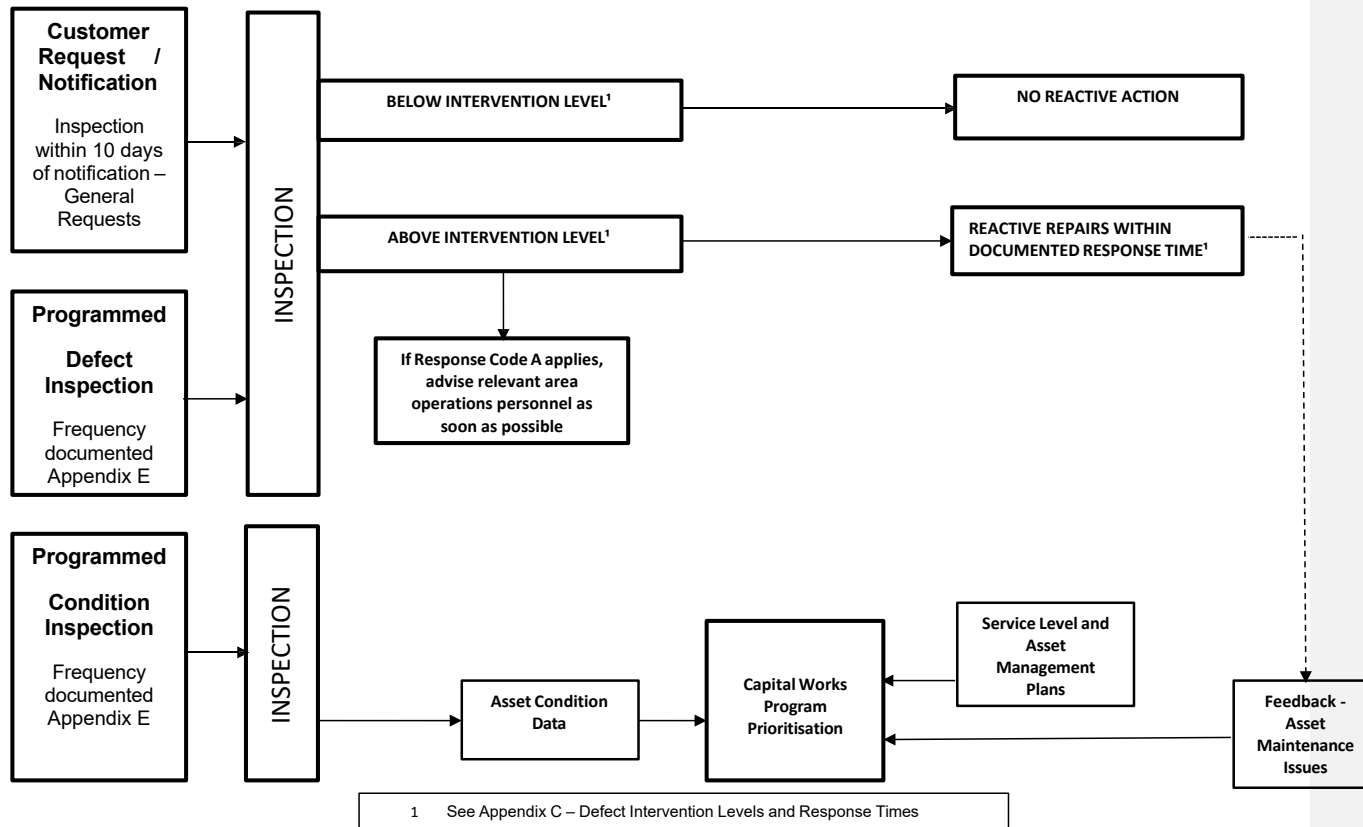 Customer
Request /
Notification
Inspection
within 10 days
of notification –
General
Requests
INSPECTION
BELOW INTERVENTION LEVEL¹
NO REACTIVE ACTION
ABOVE INTERVENTION LEVEL¹
REACTIVE REPAIRS WITHIN
DOCUMENTED RESPONSE TIME¹
If Response Code A applies,
advise relevant area
operations personnel as
soon as possible
Programmed
Defect
Inspection
Frequency
documented
Appendix E
Programmed
Condition
Inspection
Frequency
documented
Appendix E
INSPECTION
Asset Condition
Data
Capital Works
Program
Prioritisation
Service Level and
Asset
Management
Plans
Feedback -
Asset
Maintenance
Issues
1 See Appendix C – Defect Intervention Levels and Response Times